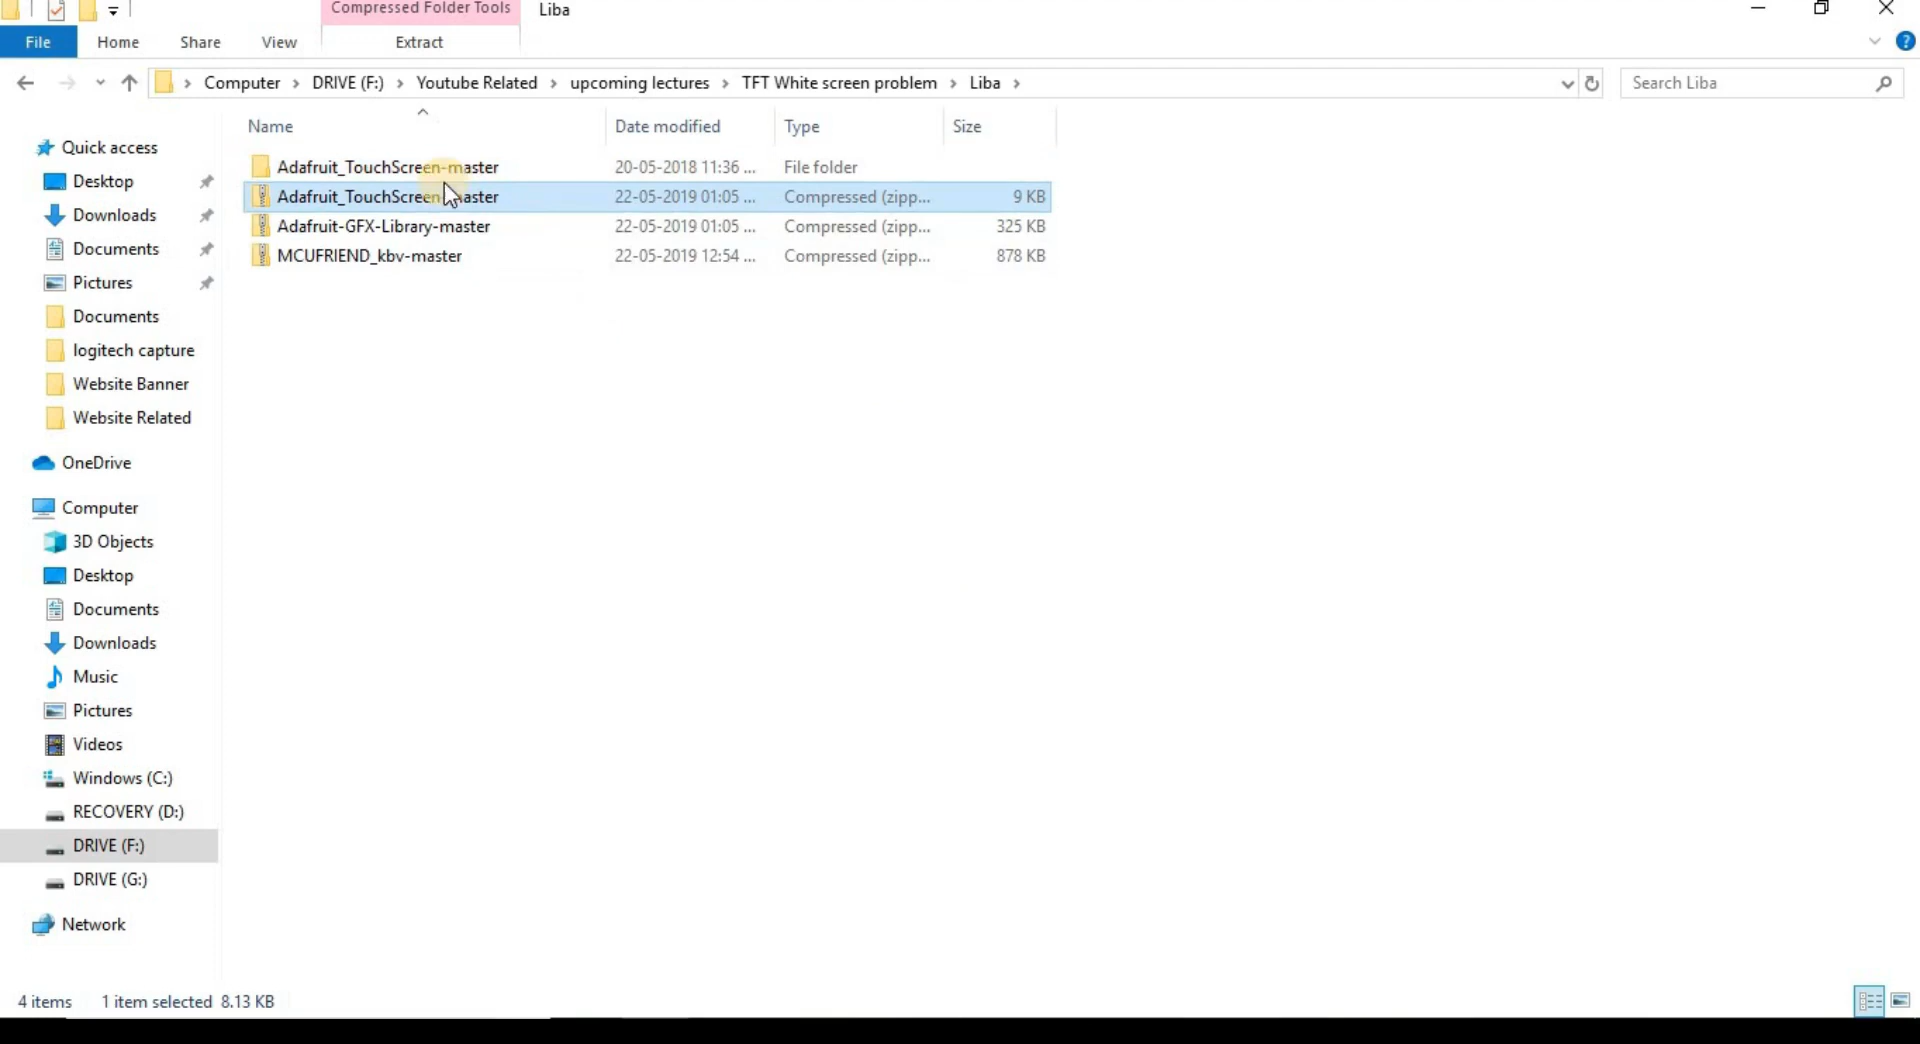 Compressed Folder Tools
Liba
File
Home
Share
View
Extract
Computer
DRIVE (F:)
Youtube Related
upcoming lectures
TFT White screen problem
Liba
Search Liba
Name
Date modified
Type
Size
Adafruit_TouchScreen-master 20-05-2018 11:36 ... File folder
Adafruit_TouchScreen-master 22-05-2019 01:05 ... Compressed (zipp... 9 KB
Adafruit-GFX-Library-master 22-05-2019 01:05 ... Compressed (zipp... 325 KB
MCUFRIEND_kbv-master 22-05-2019 12:54 ... Compressed (zipp... 878 KB
Quick access
Desktop
Downloads
Documents
Pictures
Documents
logitech capture
Website Banner
Website Related
OneDrive
Computer
3D Objects
Desktop
Documents
Downloads
Music
Pictures
Videos
Windows (C:)
RECOVERY (D:)
DRIVE (F:)
DRIVE (G:)
Network
4 items 1 item selected 8.13 KB